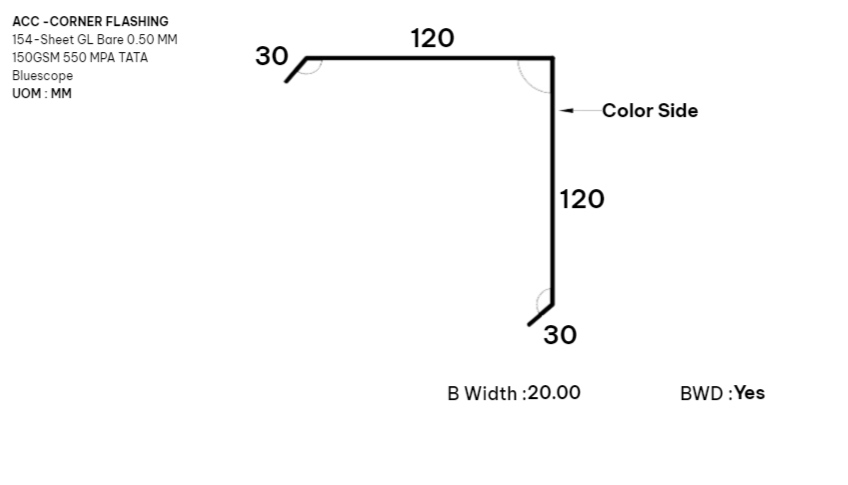 ACC -CORNER FLASHING
154-Sheet GL Bare 0.50 MM
150GSM 550 MPA TATA
Bluescope
UOM : MM
120
30
Color Side
120
30
B Width :20.00
BWD :Yes